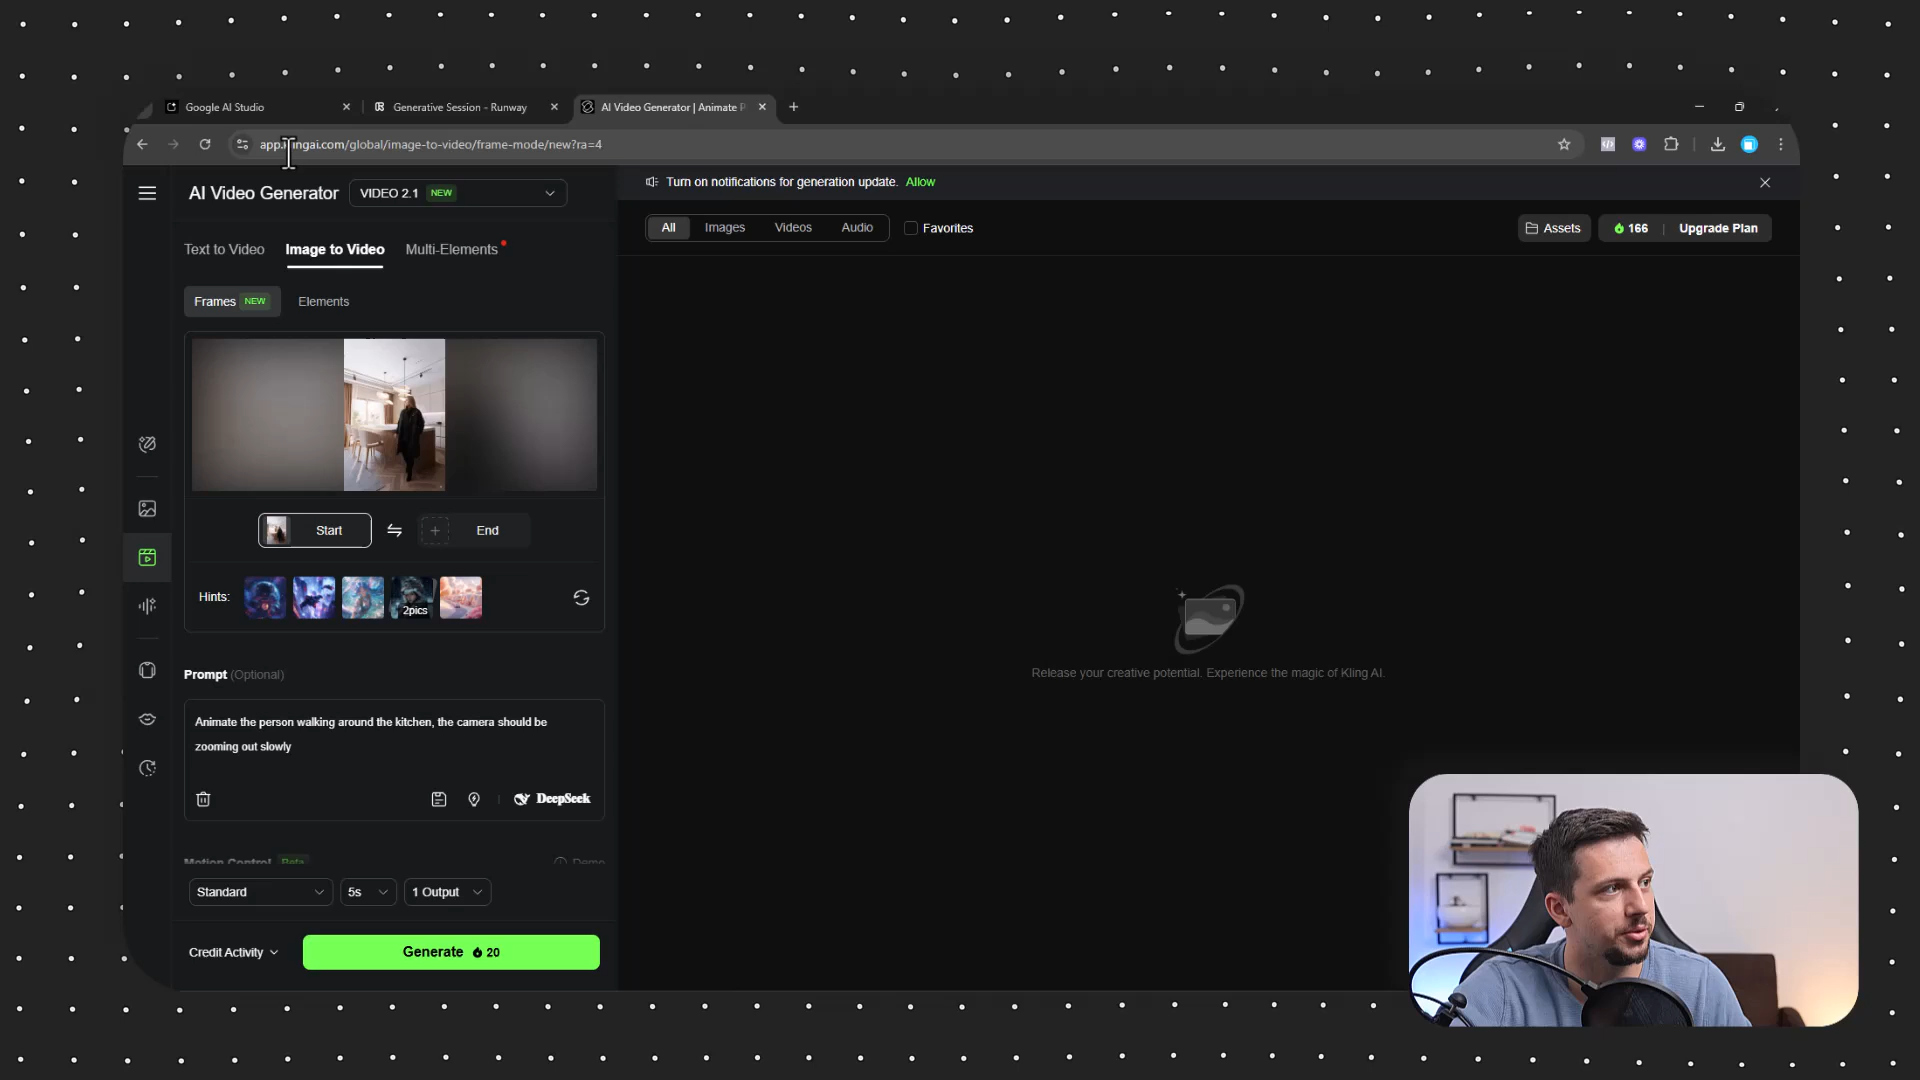 Google AI Studio
Generative Session - Runway
AI Video Generator | Animate P
app.klingai.com/global/image-to-video/frame-mode/new?ra=4
AI Video Generator
VIDEO 2.1 NEW
Turn on notifications for generation update. Allow
All
Images
Videos
Audio
Favorites
Assets
166
Upgrade Plan
Text to Video
Image to Video
Multi-Elements
Frames NEW
Elements
Start
End
Hints:
2pics
Prompt (Optional)
Release your creative potential. Experience the magic of Kling AI.
Animate the person walking around the kitchen, the camera should be
zooming out slowly
DeepSeek
Motion Control Beta
Demo
Standard
5s
1 Output
Credit Activity
Generate 20